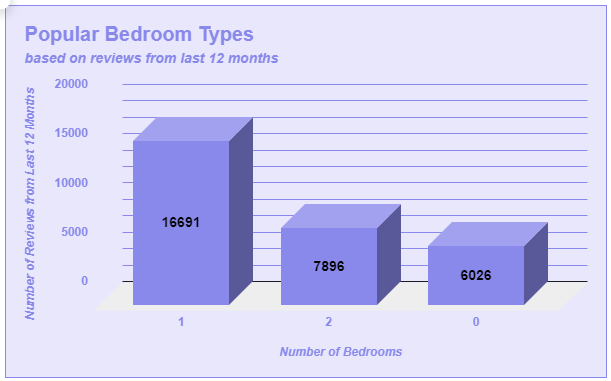 Popular Bedroom Types
based on reviews from last 12 months
Number of Reviews from Last 12 Months
20000
15000
10000
5000
0
16691
7896
6026
1
2
0
Number of Bedrooms